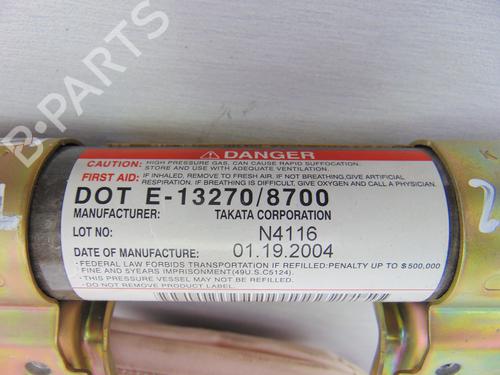 B-PARTS
DANGER
CAUTION: HIGH PRESSURE GAS, CAN CAUSE RAPID SUFFOCATION.
STORE AND USE WITH ADEQUATE VENTILATION.
FIRST AID: IF INHALED, REMOVE TO FRESH AIR. IF NOT BREATHING, GIVE ARTIFICIAL
RESPIRATION. IF BREATHING IS DIFFICULT, GIVE OXYGEN AND CALL A PHYSICIAN.
DOT E-13270/8700
MANUFACTURER: TAKATA CORPORATION
LOT NO: N4116
DATE OF MANUFACTURE: 01.19.2004
-FEDERAL LAW FORBIDS TRANSPORTATION IF REFILLED:PENALTY UP TO $500,000
FINE AND 5YEARS IMPRISONMENT(49U.S.C5124).
-THIS PRESSURE VESSEL MAY NOT BE REFILLED.
-DO NOT REMOVE PRODUCT LABEL.
2